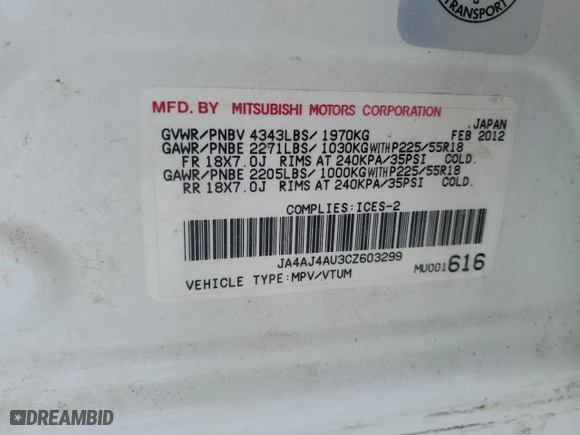 TRANSPORT
MFD. BY MITSUBISHI MOTORS CORPORATION
JAPAN
GVWR/PNBV 4343LBS/1970KG FEB 2012
GAWR/PNBE 2271LBS/1030KG WITH P225/55R18
FR 18X7.0J RIMS AT 240KPA/35PSI COLD.
GAWR/PNBE 2205LBS/1000KG WITH P225/55R18
RR 18X7.0J RIMS AT 240KPA/35PSI COLD.
COMPLIES:ICES-2
JA4AJ4AU3CZ603299
VEHICLE TYPE:MPV/VTUM MU001616
DREAMBID